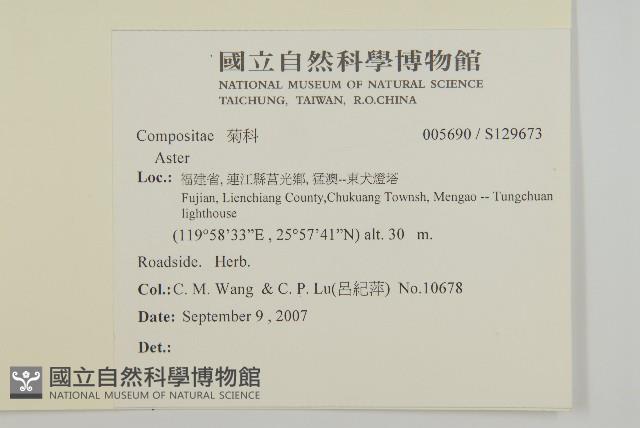 國立自然科學博物館
NATIONAL MUSEUM OF NATURAL SCIENCE
TAICHUNG, TAIWAN, R.O.CHINA
Compositae 菊科 005690 / S129673
Aster
Loc.: 福建省, 連江縣莒光鄉, 猛澳--東犬燈塔
Fujian, Lienchiang County,Chukuang Townsh, Mengao -- Tungchuan
lighthouse
(119°58'33"E , 25°57'41"N) alt. 30 m.
Roadside. Herb.
Col.: C. M. Wang & C. P. Lu(呂紀萍) No.10678
Date: September 9 , 2007
Det.:
國立自然科學博物館
NATIONAL MUSEUM OF NATURAL SCIENCE